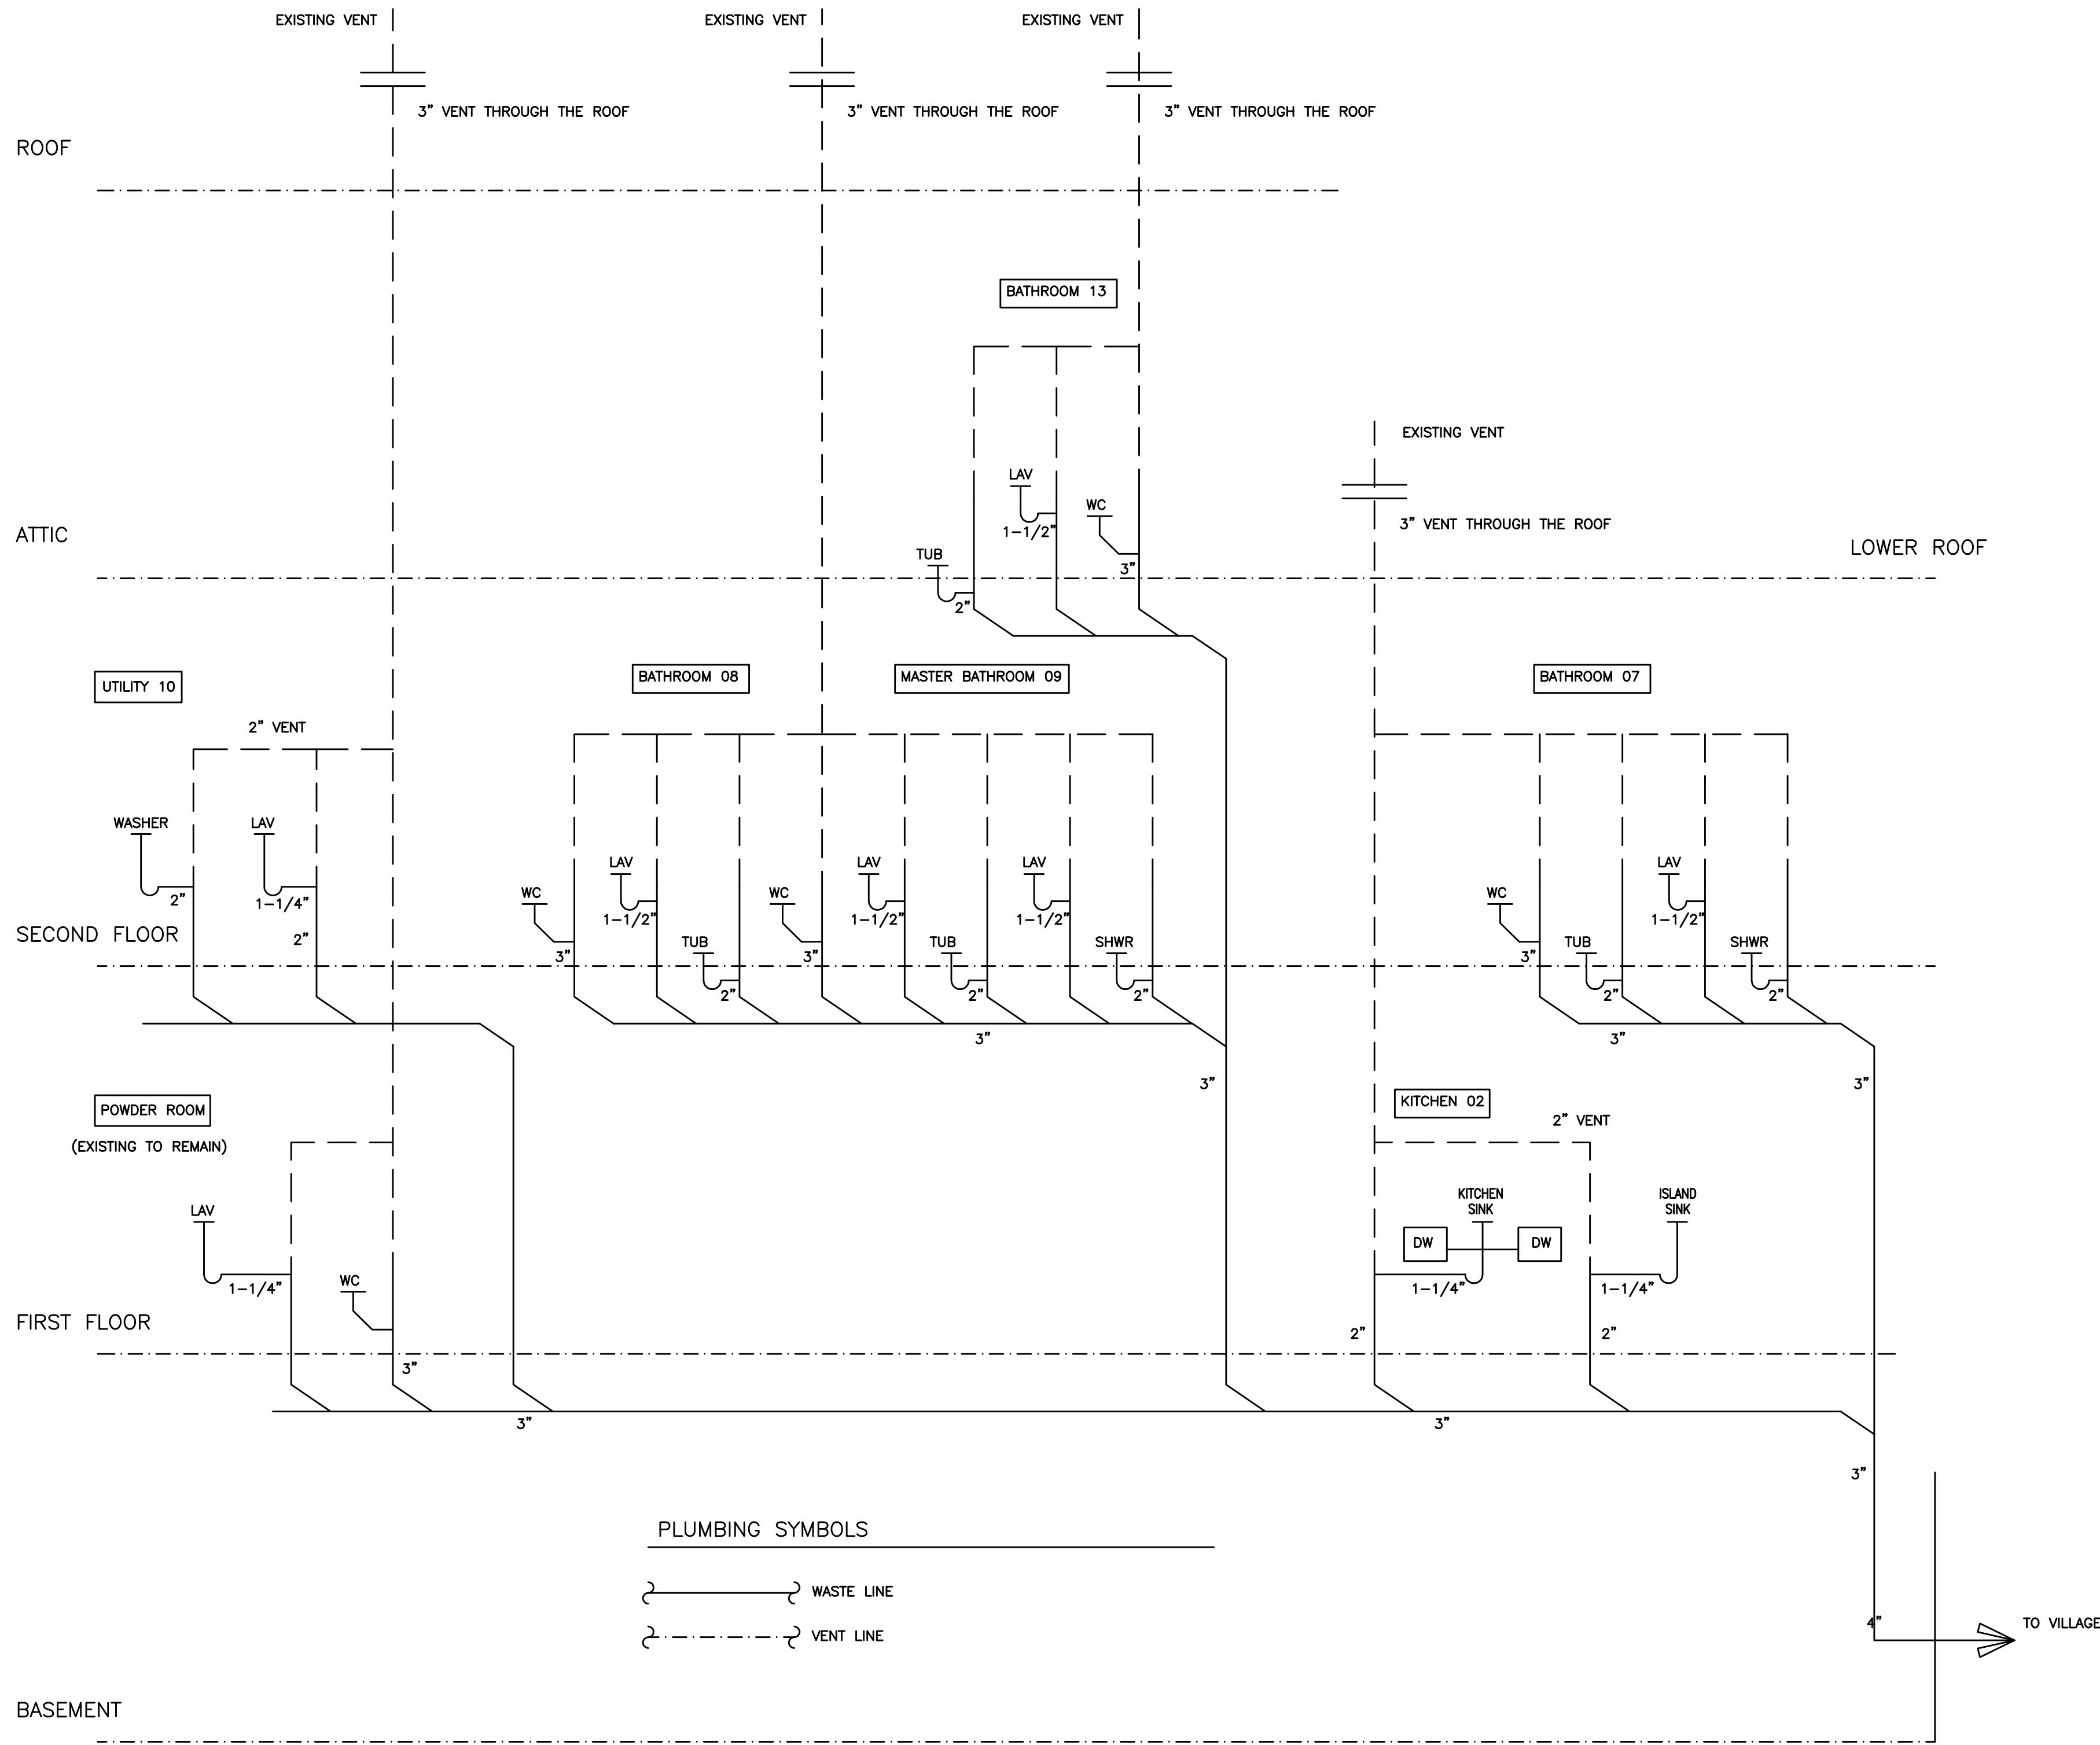 EXISTING VENT
EXISTING VENT
EXISTING VENT
3" VENT THROUGH THE ROOF
3" VENT THROUGH THE ROOF
3" VENT THROUGH THE ROOF
ROOF
BATHROOM 13
EXISTING VENT
LAV
WC
1-1/2"
3" VENT THROUGH THE ROOF
ATTIC
LOWER ROOF
TUB
3"
2"
UTILITY 10
BATHROOM 08
MASTER BATHROOM 09
BATHROOM 07
2" VENT
WASHER
LAV
LAV
LAV
LAV
LAV
WC
WC
WC
2"
1-1/4"
1-1/2"
1-1/2"
1-1/2"
1-1/2"
SECOND FLOOR
2"
TUB
TUB
SHWR
TUB
SHWR
3"
3"
3"
2"
2"
2"
2"
2"
3"
3"
3"
3"
POWDER ROOM
(EXISTING TO REMAIN)
KITCHEN 02
2" VENT
LAV
KITCHEN
SINK
ISLAND
SINK
DW
DW
WC
1-1/4"
1-1/4"
1-1/4"
FIRST FLOOR
2"
2"
3"
3"
3"
3"
PLUMBING SYMBOLS
WASTE LINE
VENT LINE
4"
TO VILLAGE
BASEMENT